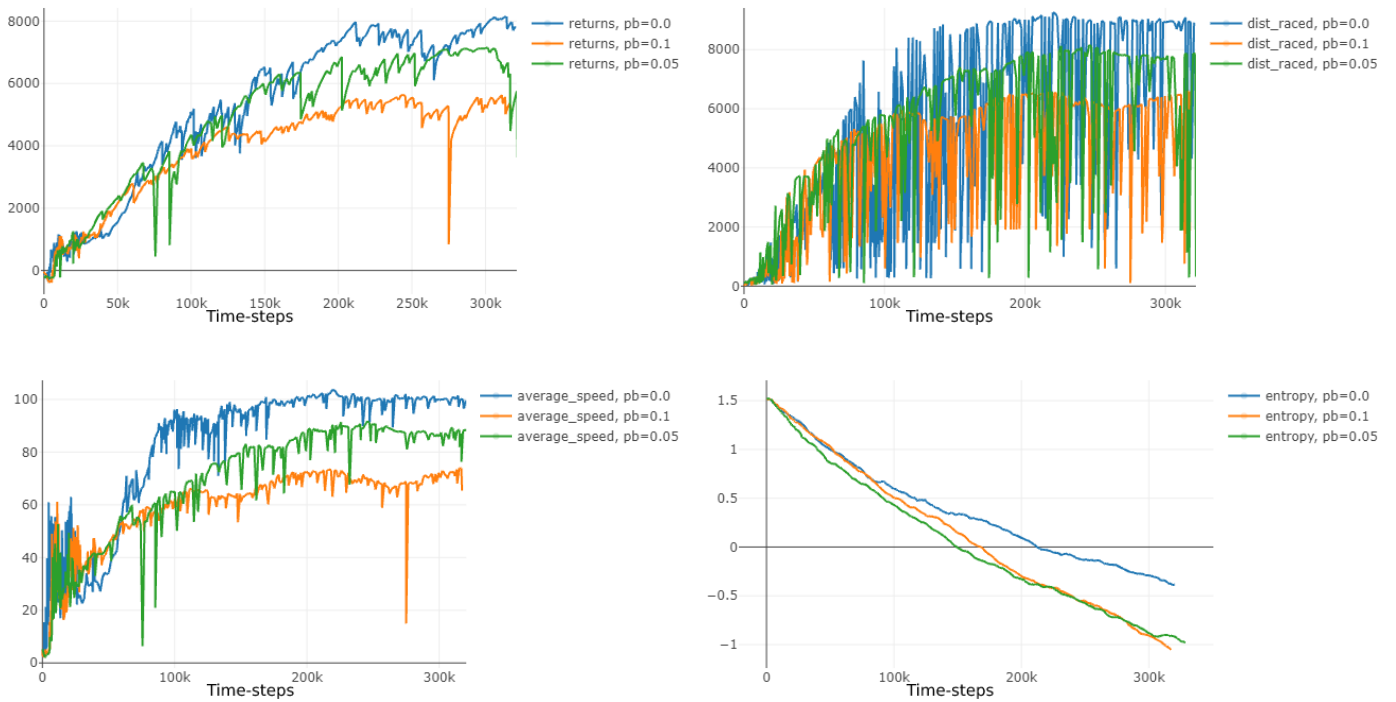 8000
6000
4000
2000
0
0 50k 100k 150k 200k 250k 300k
Time-steps
returns, pb=0.0
returns, pb=0.1
returns, pb=0.05
8000
6000
4000
2000
0
0 100k 200k 300k
Time-steps
dist_raced, pb=0.0
dist_raced, pb=0.1
dist_raced, pb=0.05
100
80
60
40
20
0
0 100k 200k 300k
Time-steps
average_speed, pb=0.0
average_speed, pb=0.1
average_speed, pb=0.05
1.5
1
0.5
0
−0.5
−1
0 100k 200k 300k
Time-steps
entropy, pb=0.0
entropy, pb=0.1
entropy, pb=0.05